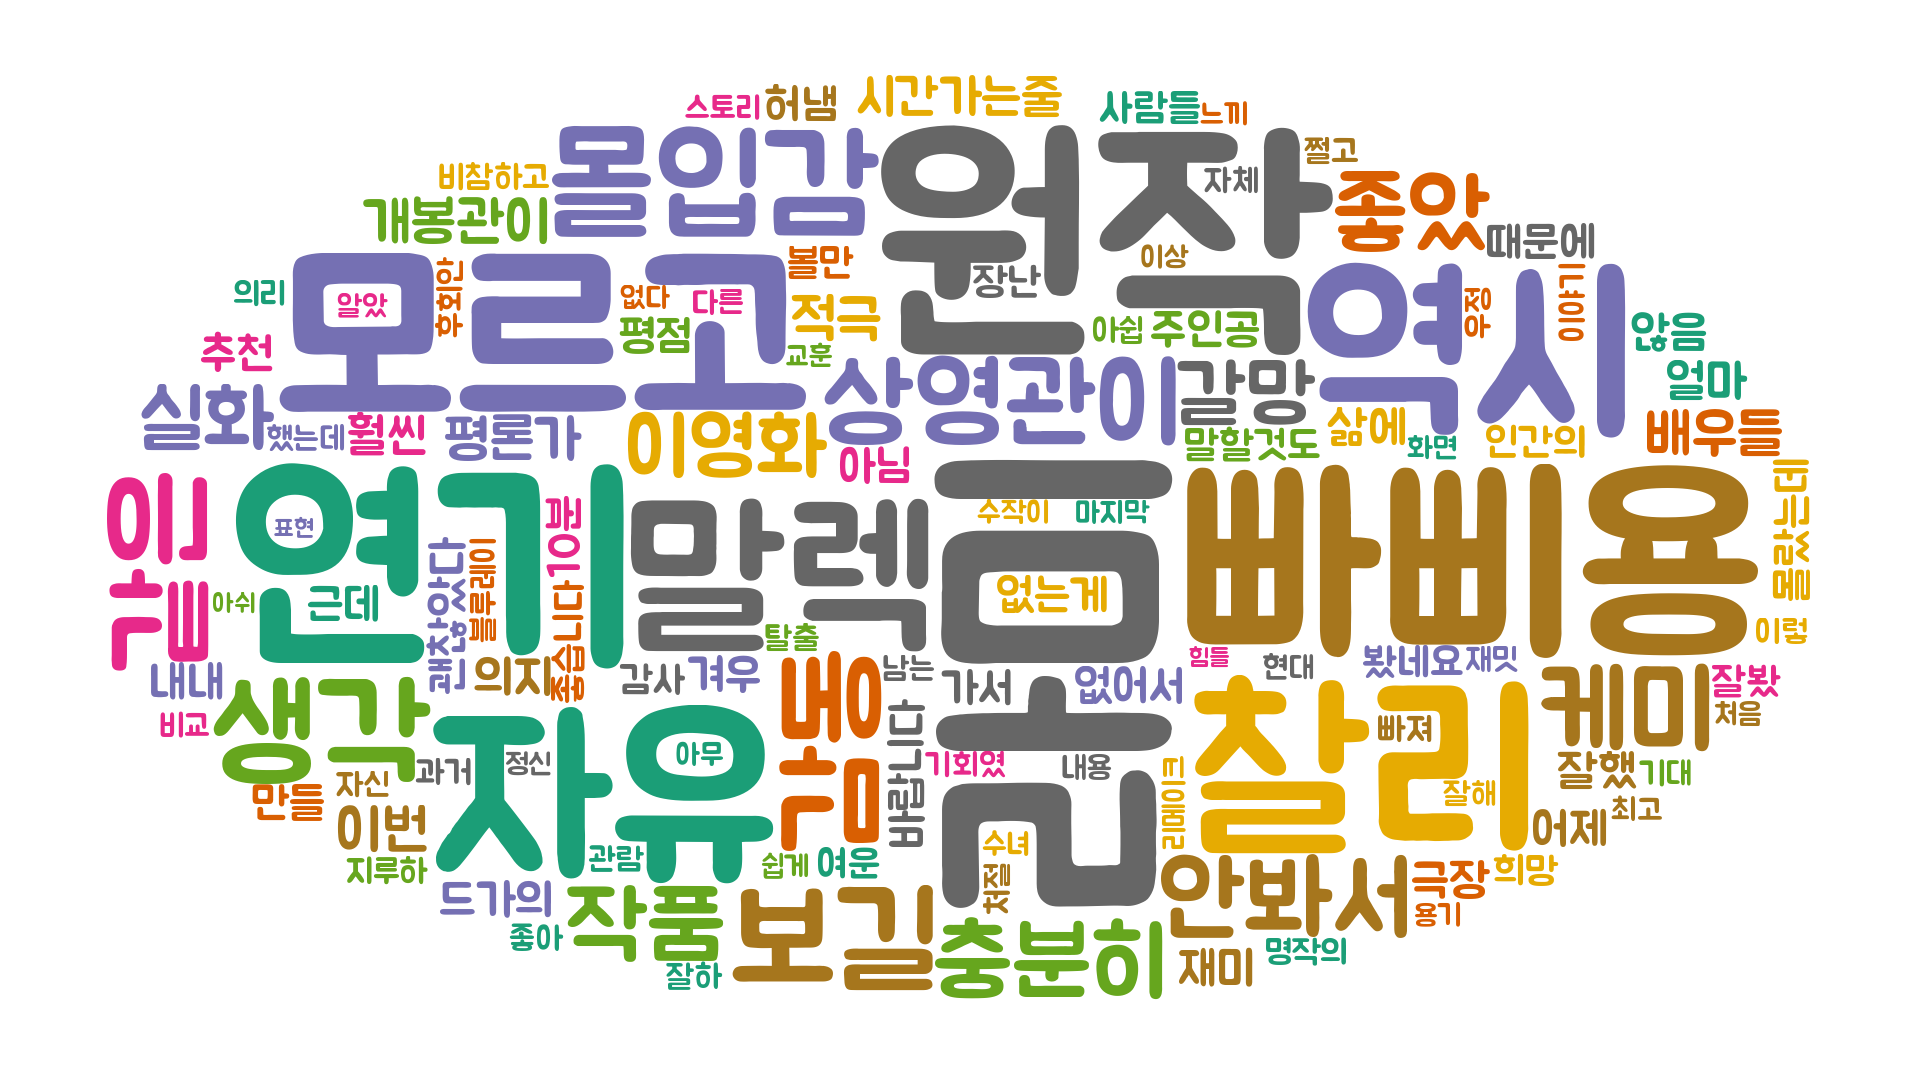 시간가는줄
스토리
허냄
사람들
느끼
몰입감
원작
쩔고
비참하고
자체
좋았
개봉관이
때문에
볼만
이상
장난
모르고
역시
의리
알았
후회안
없다
다른
적극
우정
이야기
평점
아쉽
주인공
않음
추천
교훈
상영관이
갈망
얼마
실화
했는데
훨씬
평론가
이영화
아님
삶에
말할것도
화면
인간의
배우들
연기
표현
말렉
라미
수작이
마지막
없는게
빠삐용
몰랐는데
10분
좋습니다
괜찮았다
블루레이
아쉬
근데
탈출
이렇
내내
의지
감사
겨우
감동
남는
가서
없어서
힘들
현대
봤네요
재밋
케미
잘봤
비교
생각
처음
자유
아무
바랍니다
기회였
내용
찰리
빠져
잘해
잘했
기대
만들
자신
과거
정신
이번
리메이크
최고
어제
지루하
관람
쉽게
여운
수녀
처절
안봐서
극장
희망
드가의
작품
보길
용기
좋아
충분히
재미
명작의
잘하